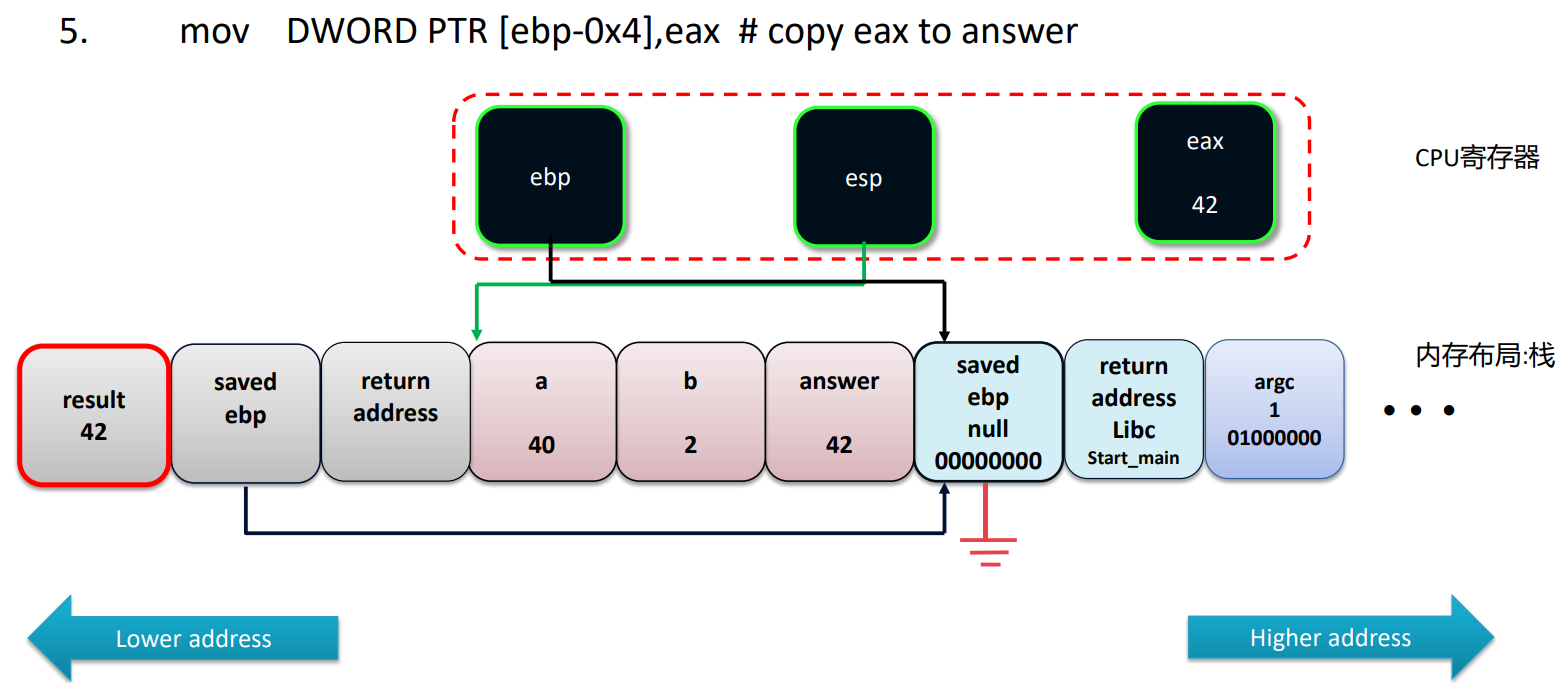 5. mov DWORD PTR [ebp-0x4],eax # copy eax to answer
ebp
esp
eax
42
CPU寄存器
内存布局:栈
result
42
saved
ebp
return
address
a
40
b
2
answer
42
saved
ebp
null
00000000
return
address
Libc
Start_main
argc
1
01000000
• • •
Lower address
Higher address